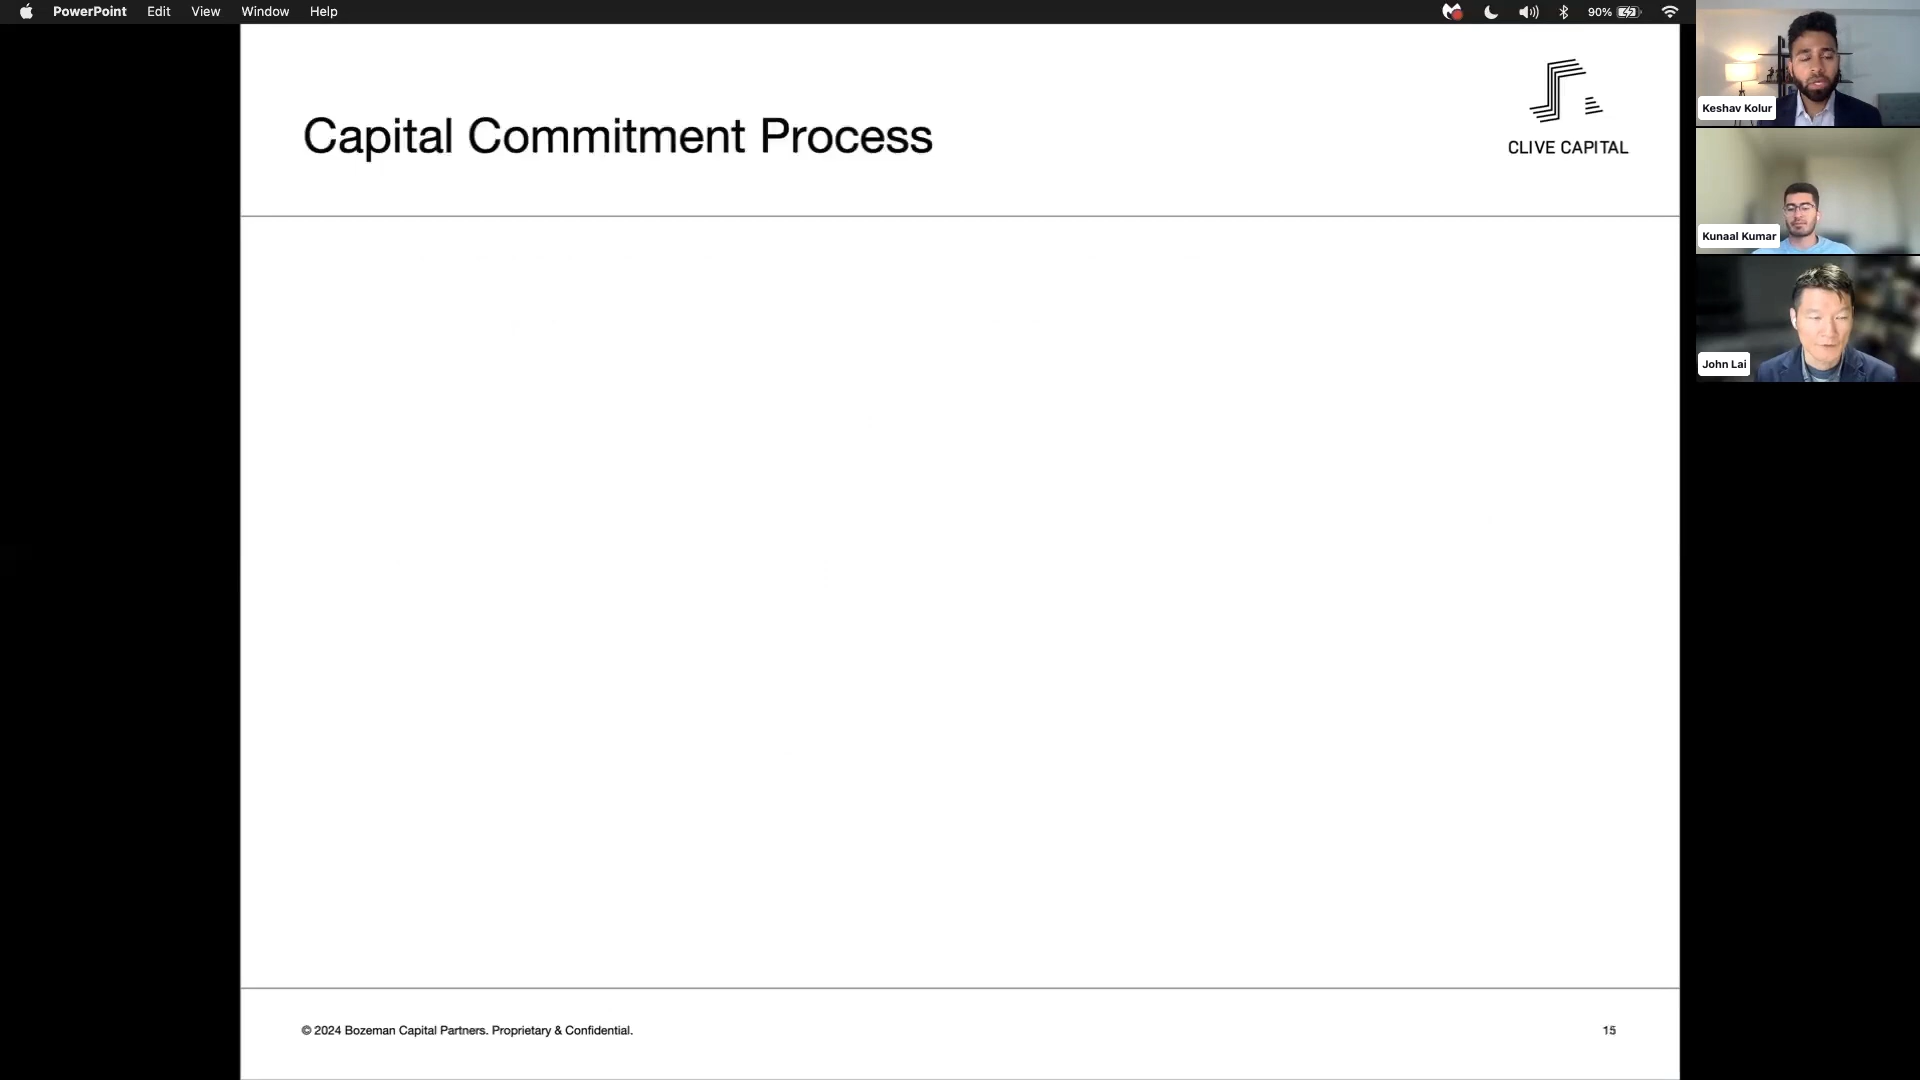 PowerPoint Edit View Window Help
90%
Capital Commitment Process
CLIVE CAPITAL
Keshav Kolur
Kunaal Kumar
John Lai
© 2024 Bozeman Capital Partners. Proprietary & Confidential.
15